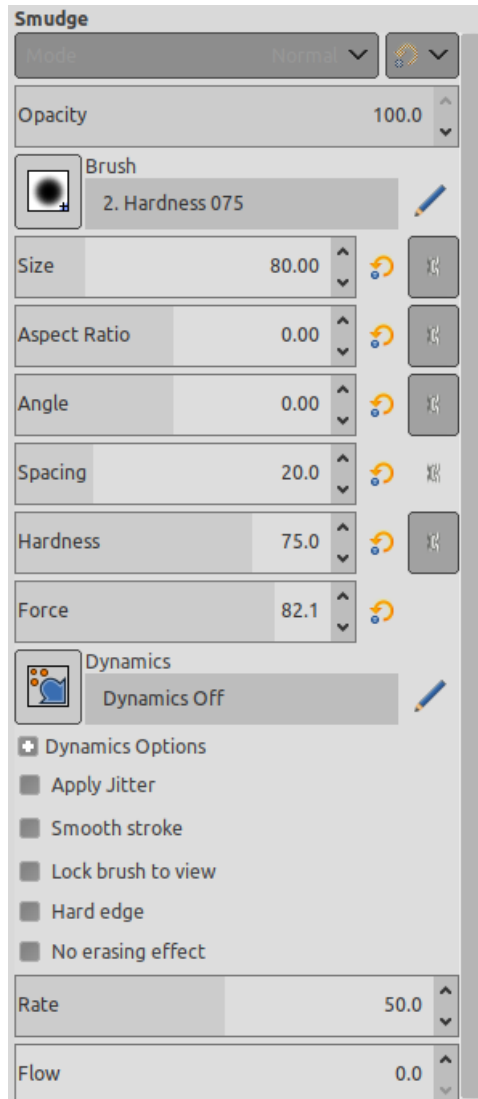 Smudge
Mode Normal
Opacity 100.0
Brush
2. Hardness 075
Size 80.00
Aspect Ratio 0.00
Angle 0.00
Spacing 20.0
Hardness 75.0
Force 82.1
Dynamics
Dynamics Off
Dynamics Options
Apply Jitter
Smooth stroke
Lock brush to view
Hard edge
No erasing effect
Rate 50.0
Flow 0.0